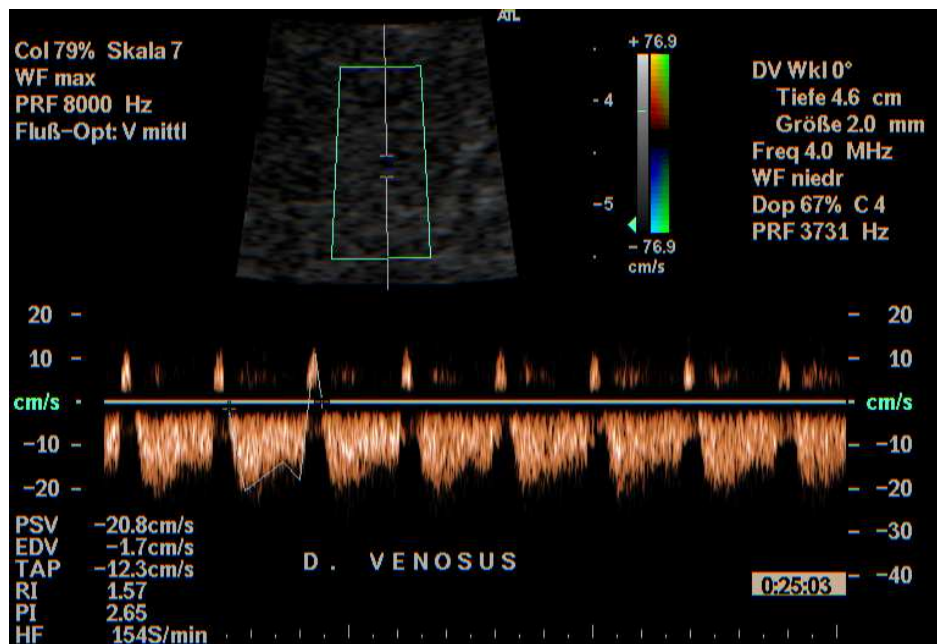 ATL
Col 79% Skala 7
WF max
PRF 8000 Hz
Fluß-Opt: V mittl
+ 76.9
-4
-5
- 76.9
cm/s
DV Wkl 0°
Tiefe 4.6 cm
Größe 2.0 mm
Freq 4.0 MHz
WF niedr
Dop 67% C 4
PRF 3731 Hz
20 - - 20
10 - - 10
cm/s cm/s
-10 - - -10
-20 - - -20
- -30
- -40
PSV -20.8cm/s
EDV -1.7cm/s
TAP -12.3cm/s
RI 1.57
PI 2.65
HF 154S/min
D. VENOSUS
0:25:03